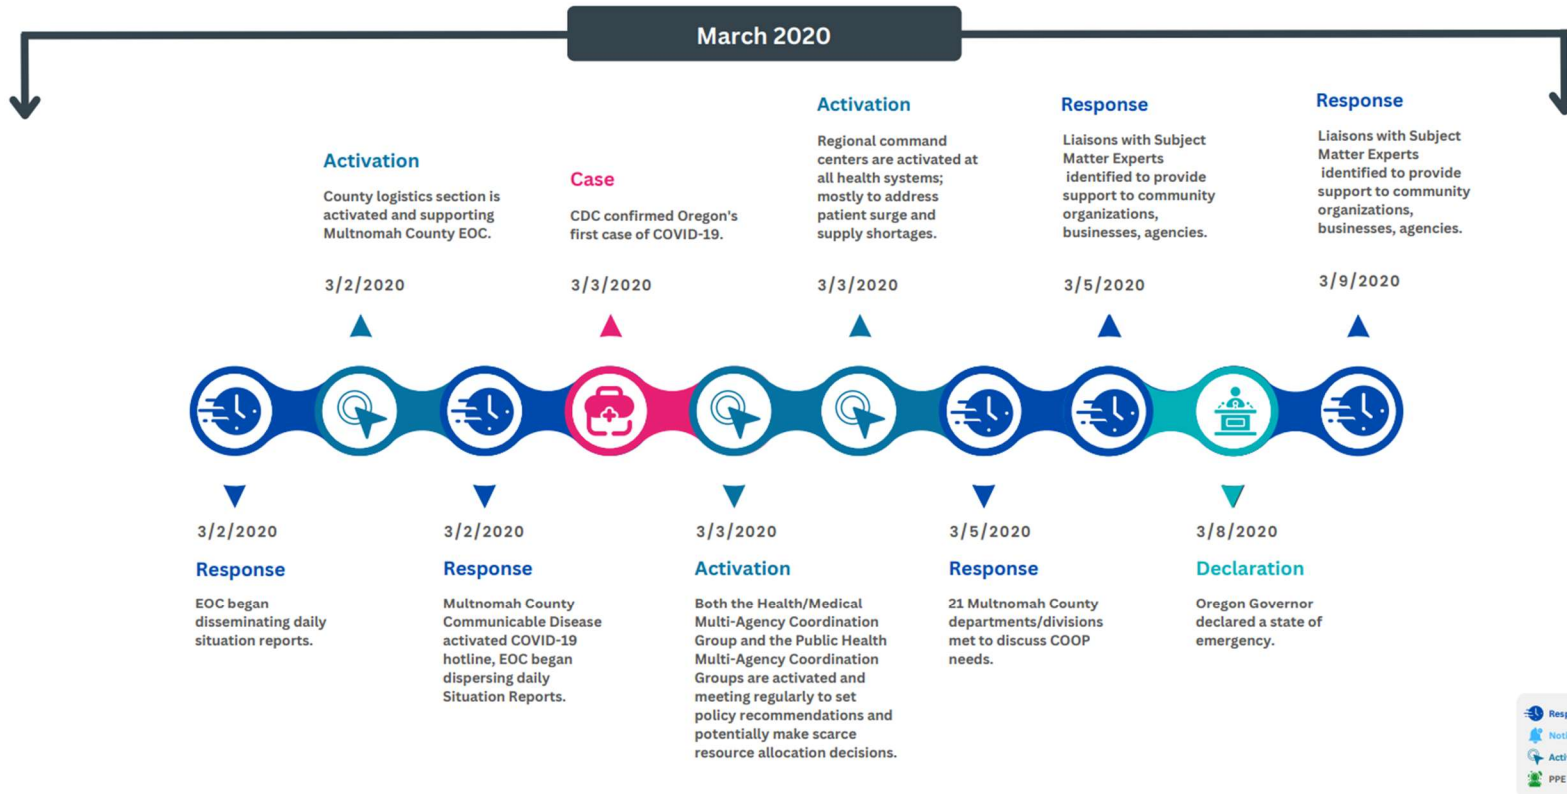 March 2020
Activation
County logistics section is
activated and supporting
Multnomah County EOC.
3/2/2020
Case
CDC confirmed Oregon's
first case of COVID-19.
3/3/2020
Activation
Regional command
centers are activated at
all health systems;
mostly to address
patient surge and
supply shortages.
3/3/2020
Response
Liaisons with Subject
Matter Experts
identified to provide
support to community
organizations,
businesses, agencies.
3/5/2020
Response
Liaisons with Subject
Matter Experts
identified to provide
support to community
organizations,
businesses, agencies.
3/9/2020
3/2/2020
Response
EOC began
disseminating daily
situation reports.
3/2/2020
Response
Multnomah County
Communicable Disease
activated COVID-19
hotline, EOC began
dispersing daily
Situation Reports.
3/3/2020
Activation
Both the Health/Medical
Multi-Agency Coordination
Group and the Public Health
Multi-Agency Coordination
Groups are activated and
meeting regularly to set
policy recommendations and
potentially make scarce
resource allocation decisions.
3/5/2020
Response
21 Multnomah County
departments/divisions
met to discuss COOP
needs.
3/8/2020
Declaration
Oregon Governor
declared a state of
emergency.
PPE